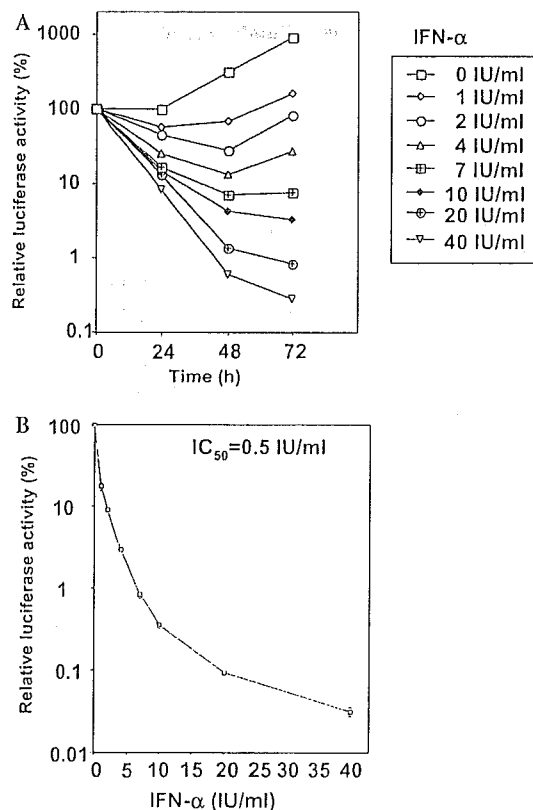 A
Relative luciferase activity (%)
1000
100
10
1
0.1
0
24
48
72
Time (h)
IFN-α
0 IU/ml
1 IU/ml
2 IU/ml
4 IU/ml
7 IU/ml
10 IU/ml
20 IU/ml
40 IU/ml
B
Relative luciferase activity (%)
100
10
1
0.1
0.01
IC50=0.5 IU/ml
0 5 10 15 20 25 30 35 40
IFN-α (IU/ml)